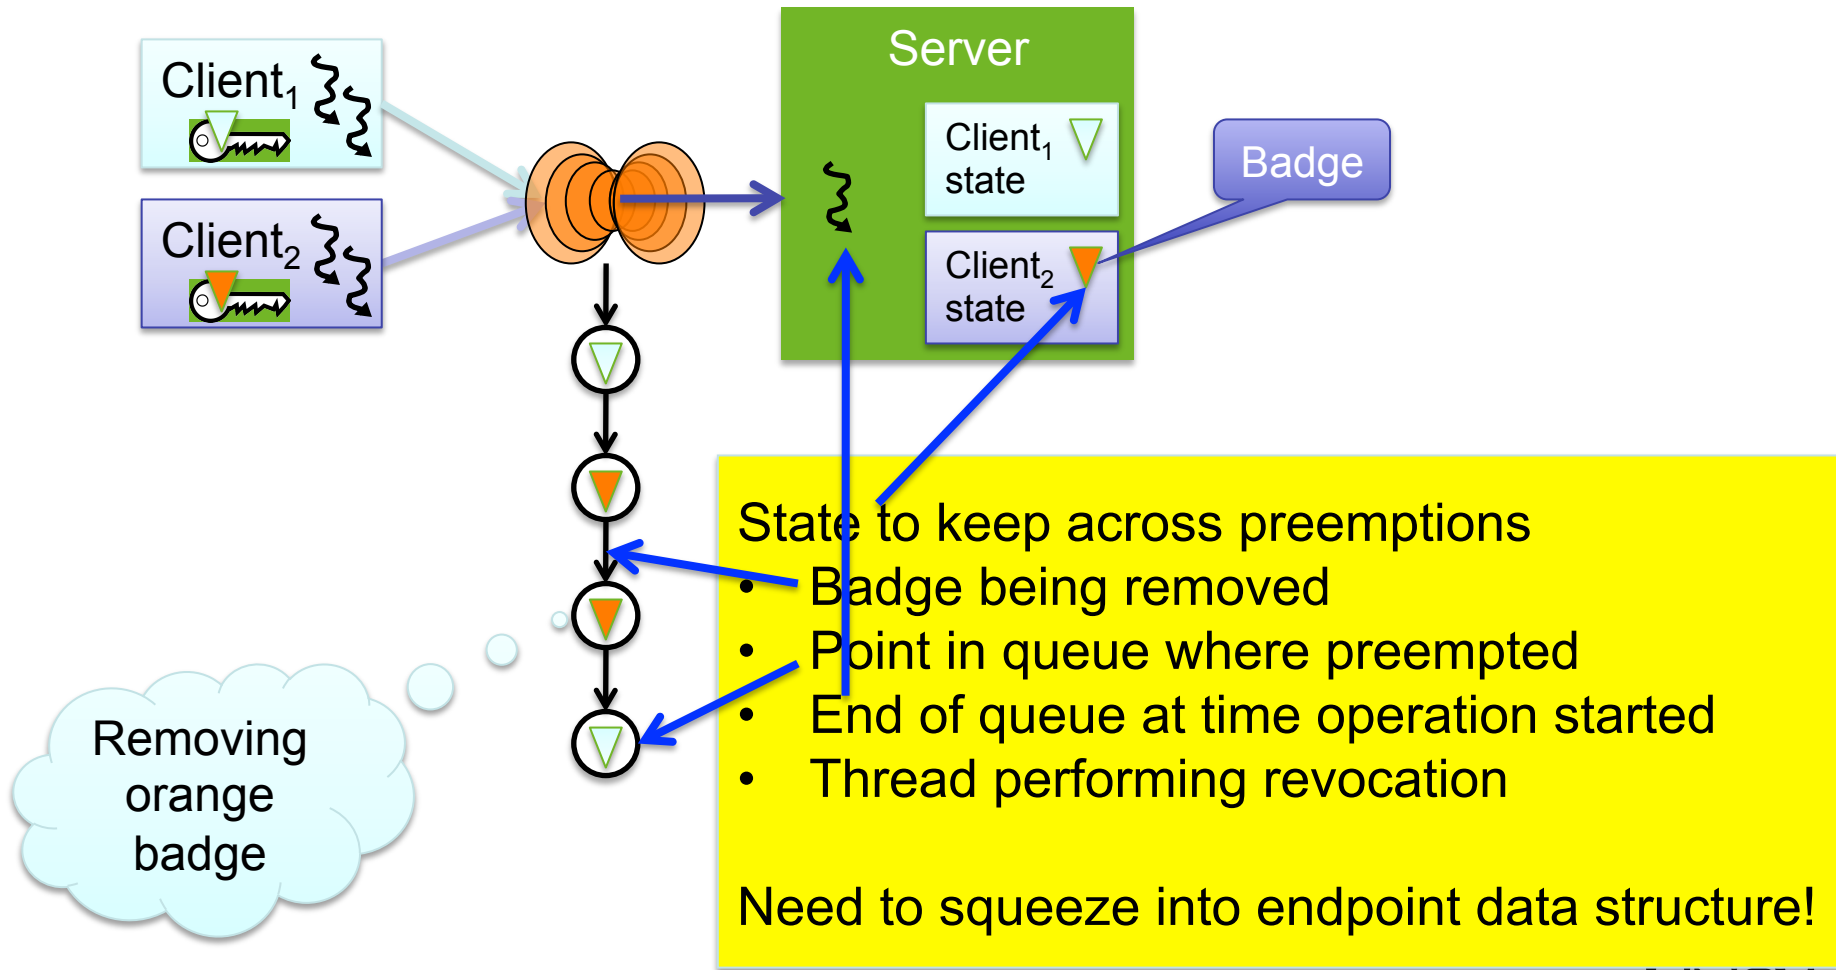 Server
Client₁
Client₁
state
Badge
Client₂
Client₂
state
State to keep across preemptions
• Badge being removed
• Point in queue where preempted
• End of queue at time operation started
• Thread performing revocation
Need to squeeze into endpoint data structure!
Removing
orange
badge